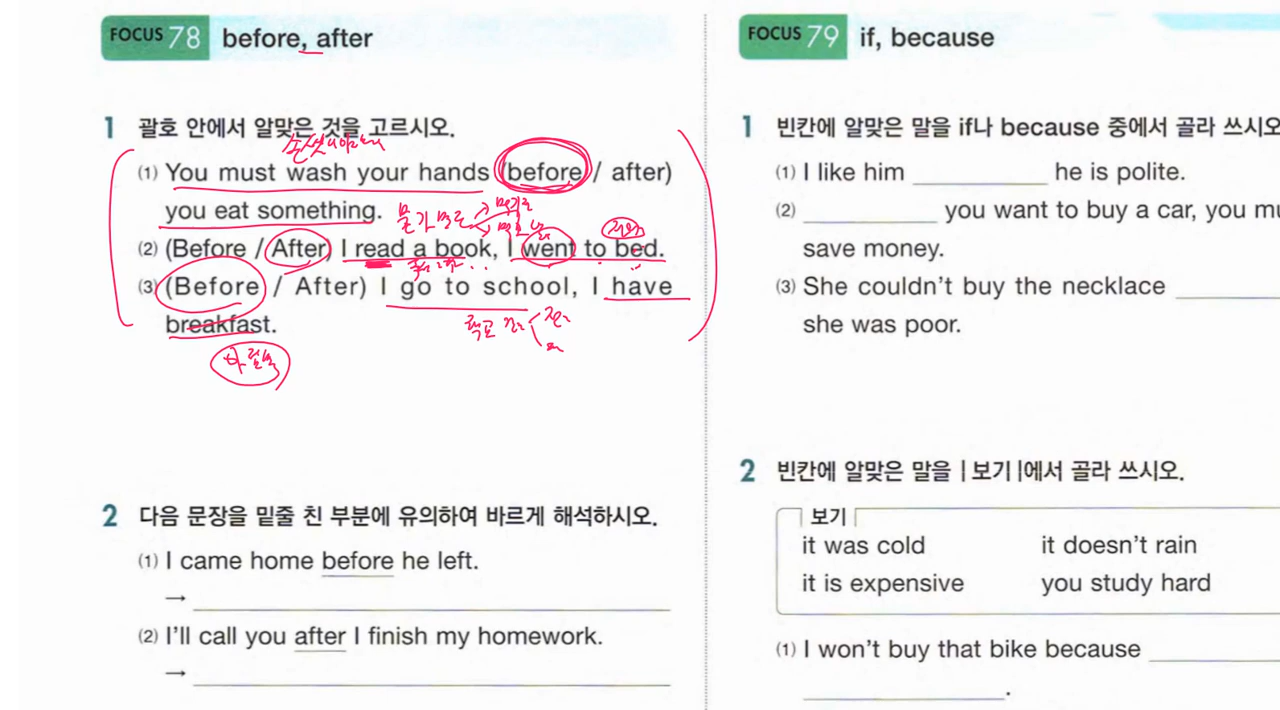 FOCUS 78 before, after
1 괄호 안에서 알맞은 것을 고르시오.
(1) You must wash your hands (before / after)
you eat something.
(2) (Before / After) I read a book, I went to bed.
(3) (Before / After) I go to school, I have
breakfast.
2 다음 문장을 밑줄 친 부분에 유의하여 바르게 해석하시오.
(1) I came home before he left.
→
(2) I'll call you after I finish my homework.
→
FOCUS 79 if, because
1 빈칸에 알맞은 말을 if나 because 중에서 골라 쓰시오
(1) I like him he is polite.
(2) you want to buy a car, you mu
save money.
(3) She couldn't buy the necklace
she was poor.
2 빈칸에 알맞은 말을 |보기|에서 골라 쓰시오.
|보기|
it was cold it doesn't rain
it is expensive you study hard
(1) I won't buy that bike because
.